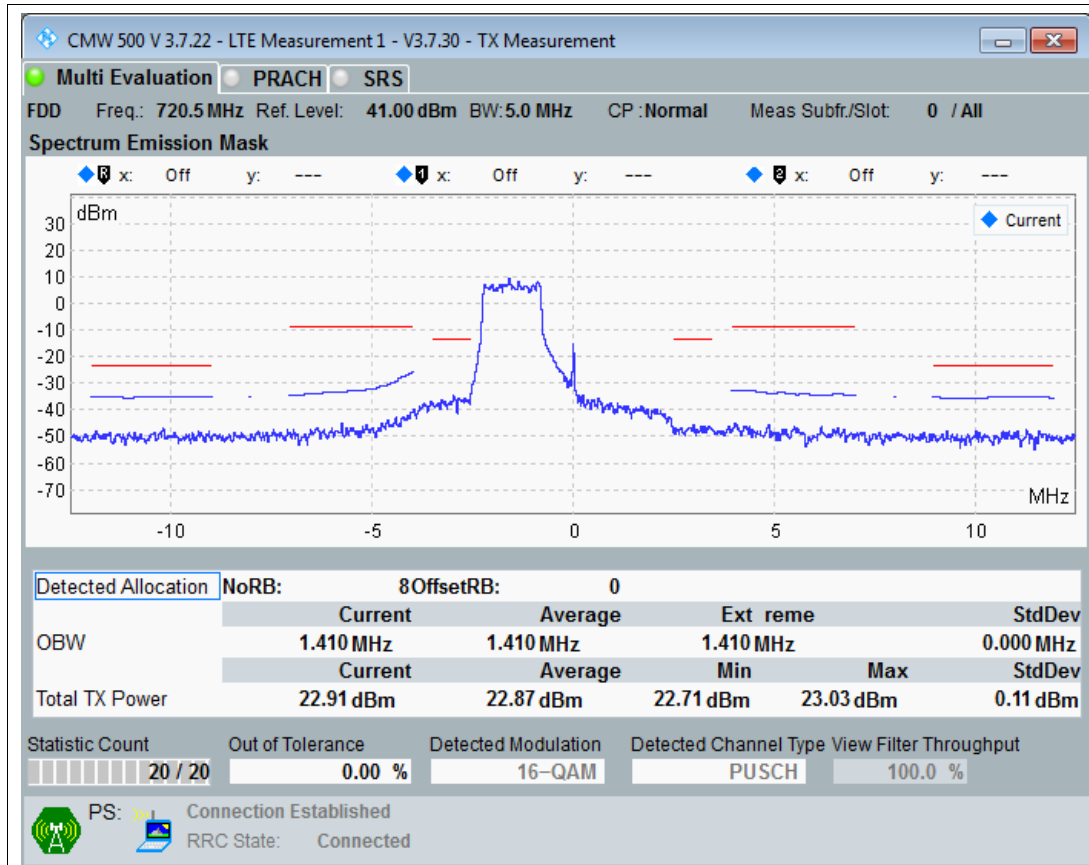 CMW 500 V 3.7.22 - LTE Measurement 1 - V3.7.30 - TX Measurement
Multi Evaluation PRACH SRS
FDD Freq.: 720.5 MHz Ref. Level: 41.00 dBm BW: 5.0 MHz CP : Normal Meas Subfr./Slot: 0 / All
Spectrum Emission Mask
R x: Off y: --- 1 x: Off y: --- 2 x: Off y: ---
dBm
Current
30
20
10
0
-10
-20
-30
-40
-50
-60
-70
MHz
-10 -5 0 5 10
Detected Allocation NoRB: 8 OffsetRB: 0
Current Average Ext reme StdDev
OBW 1.410 MHz 1.410 MHz 1.410 MHz 0.000 MHz
Current Average Min Max StdDev
Total TX Power 22.91 dBm 22.87 dBm 22.71 dBm 23.03 dBm 0.11 dBm
Statistic Count Out of Tolerance Detected Modulation Detected Channel Type View Filter Throughput
20 / 20 0.00 % 16-QAM PUSCH 100.0 %
PS: Connection Established
RRC State: Connected